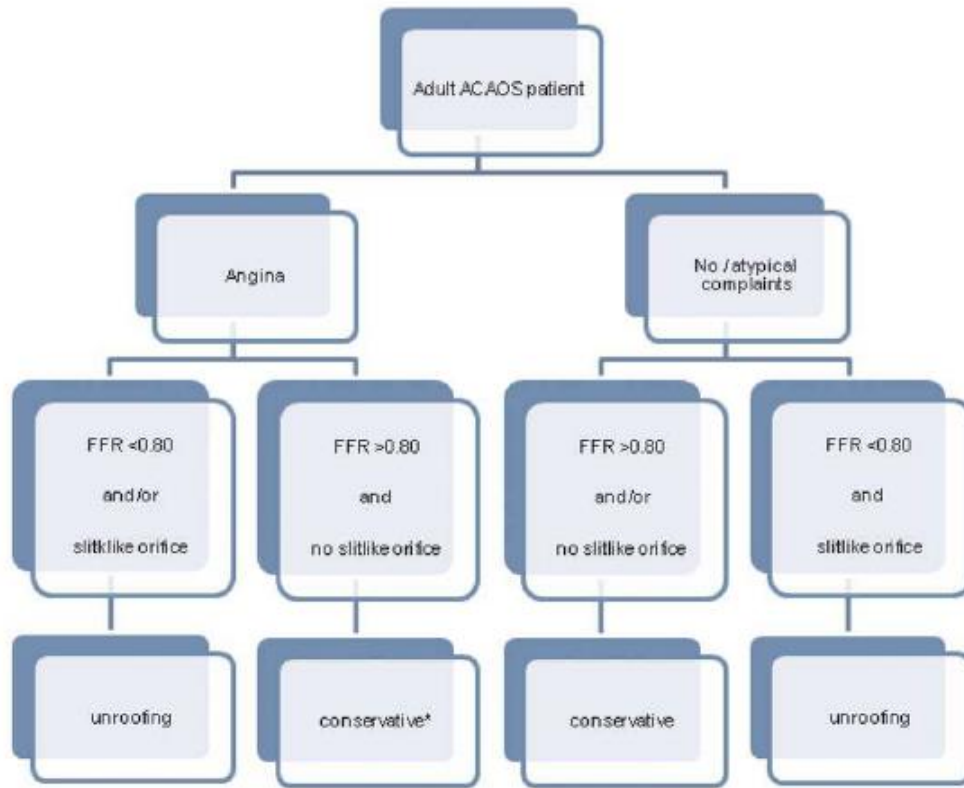 Adult ACAOS patient
Angina
No /atypical
complaints
FFR <0.80
and/or
slitklike orifice
FFR >0.80
and
no slitlike orifice
FFR >0.80
and/or
no slitlike orifice
FFR <0.80
and
slitlike orifice
unroofing
conservative*
conservative
unroofing